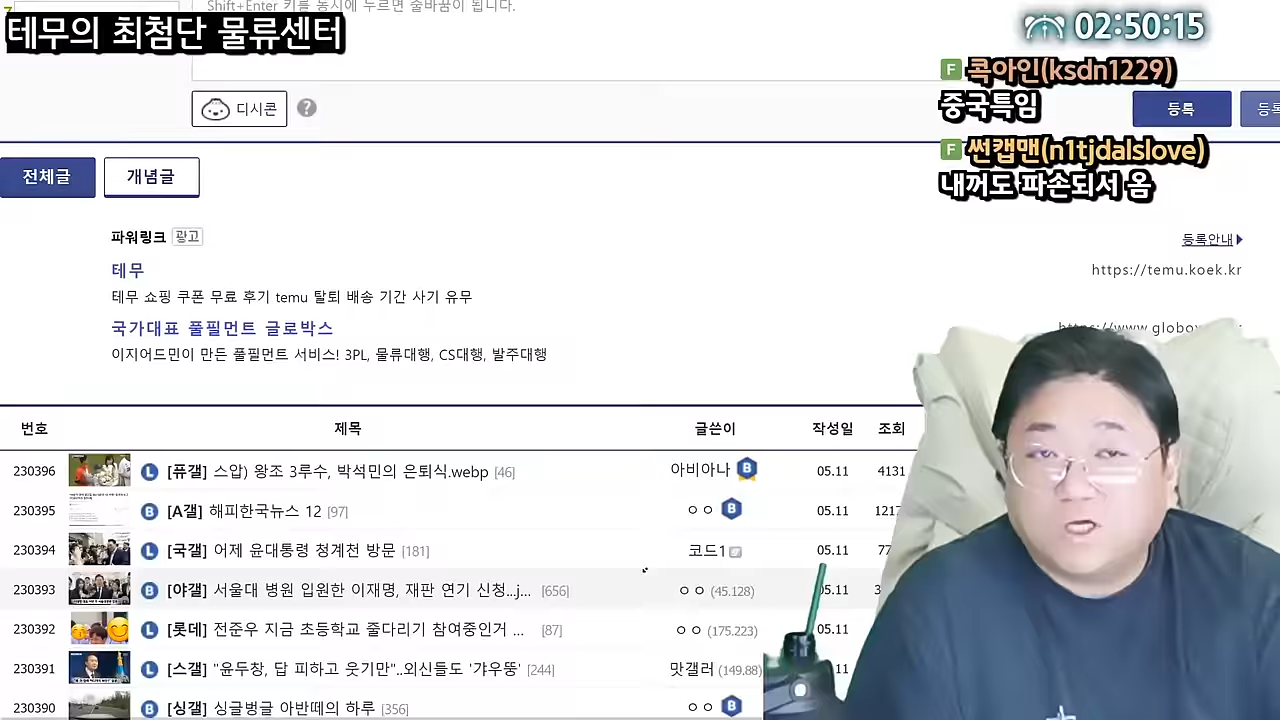 Shift+Enter 키를 동시에 누르면 줄바꿈이 됩니다.
테무의 최첨단 물류센터
02:50:15
콕아인(ksdn1229)
중국특임
썬캡맨(n1tjdalslove)
내꺼도 파손되서 옴
디시콘 ?
등록
전체글 개념글
파워링크 광고
등록안내
테무
https://temu.koek.kr
테무 쇼핑 쿠폰 무료 후기 temu 탈퇴 배송 기간 사기 유무
국가대표 풀필먼트 글로박스
이지어드민이 만든 풀필먼트 서비스! 3PL, 물류대행, CS대행, 발주대행
번호 제목 글쓴이 작성일 조회
230396 L [퓨갤] 스압) 왕조 3루수, 박석민의 은퇴식.webp [46] 아비아나 B 05.11 4131
230395 B [A갤] 해피한국뉴스 12 [97] ㅇㅇ B 05.11
230394 L [국갤] 어제 윤대통령 청계천 방문 [181] 코드1 05.11
230393 B [야갤] 서울대 병원 입원한 이재명, 재판 연기 신청...j... [656] ㅇㅇ (45.128) 05.11
230392 L [롯데] 전준우 지금 초등학교 줄다리기 참여중인거 ... [87] ㅇㅇ (175.223) 05.11
230391 L [스갤] "윤두창, 답 피하고 웃기만"..외신들도 '갸우뚱' [244] 맛갤러 (149.88)
230390 B [싱갤] 싱글벙글 아반떼의 하루 [356] ㅇㅇ B